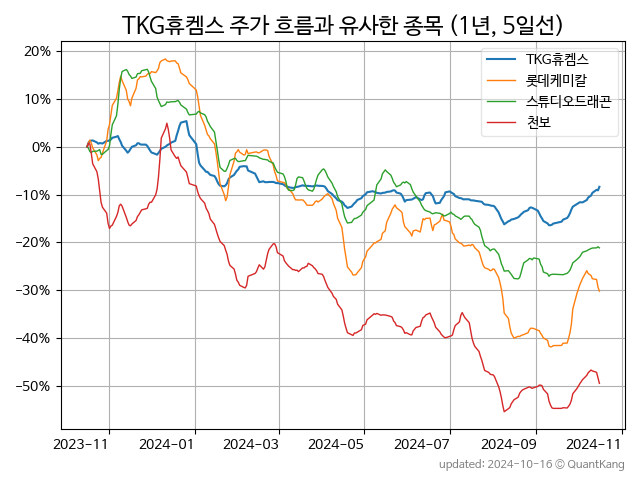 TKG휴켐스 주가 흐름과 유사한 종목 (1년, 5일선)
20%
10%
0%
−10%
−20%
−30%
−40%
−50%
TKG휴켐스
롯데케미칼
스튜디오드래곤
천보
2023-11
2024-01
2024-03
2024-05
2024-07
2024-09
2024-11
updated: 2024-10-16 © QuantKang